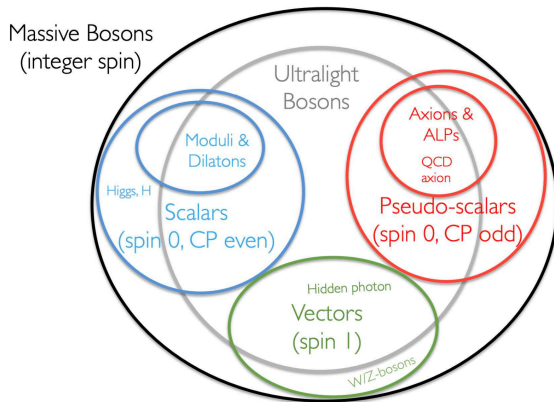 Massive Bosons
(integer spin)
Ultralight
Bosons
Moduli &
Dilatons
Higgs, H
Scalars
(spin 0, CP even)
Axions &
ALPs
QCD
axion
Pseudo-scalars
(spin 0, CP odd)
Hidden photon
Vectors
(spin 1)
W/Z-bosons